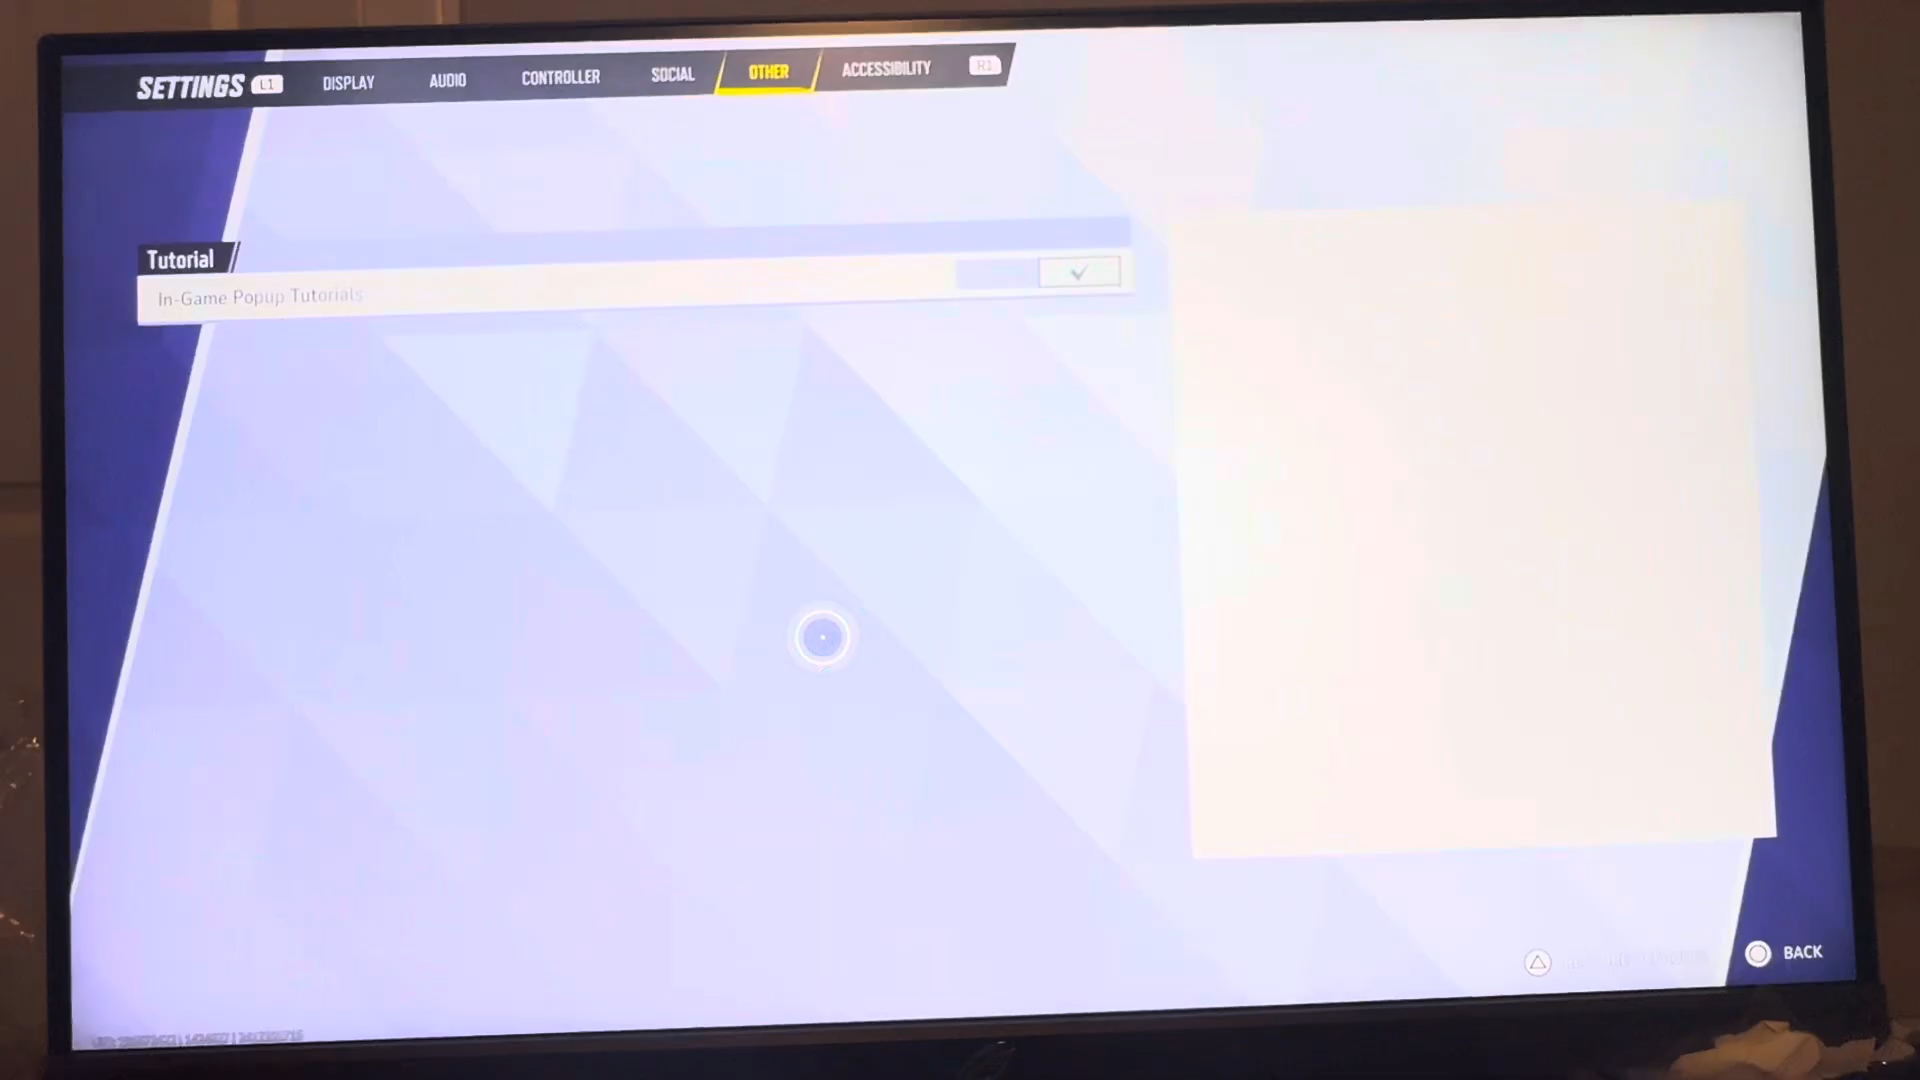 SETTINGS L1 DISPLAY AUDIO CONTROLLER SOCIAL OTHER ACCESSIBILITY R1
Tutorial
In-Game Popup Tutorials
BACK